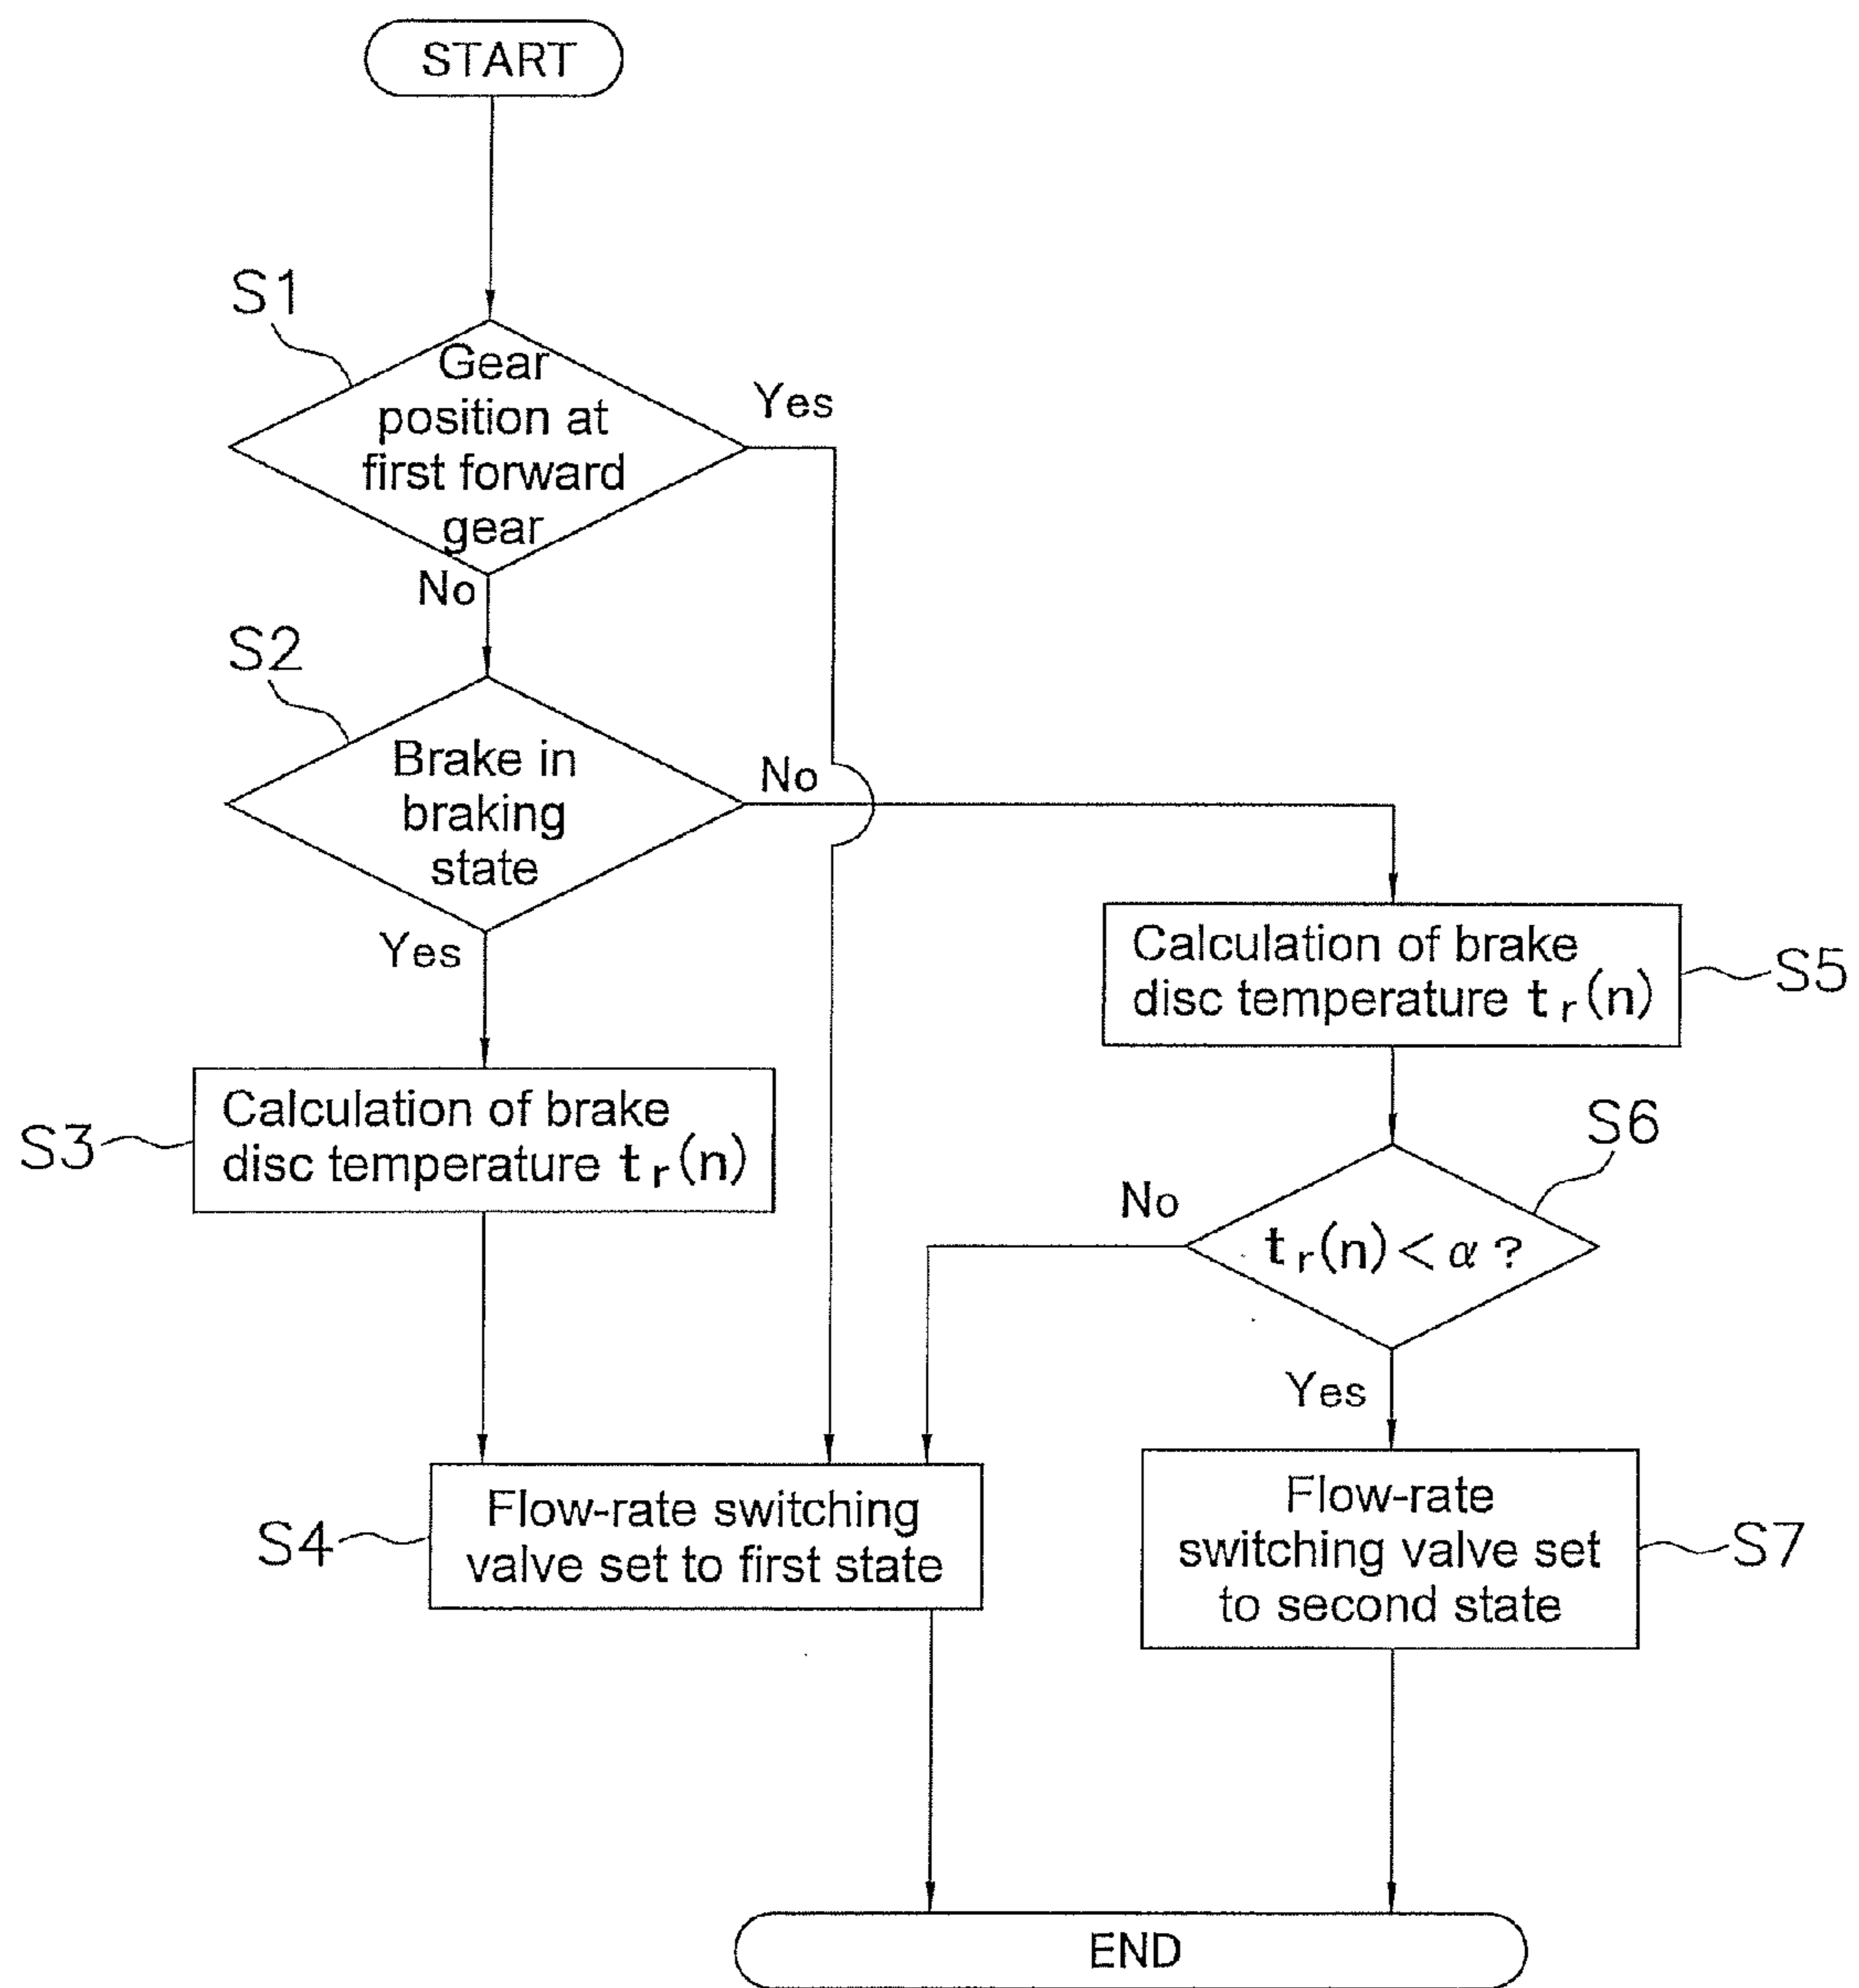 START
S1
Gear
position at
first forward
gear
Yes
No
S2
Brake in
braking
state
No
Yes
Calculation of brake
disc temperature tr(n)
S5
S3
Calculation of brake
disc temperature tr(n)
S6
No
tr(n)<α?
Yes
S4
Flow-rate switching
valve set to first state
Flow-rate
switching valve set
to second state
S7
END